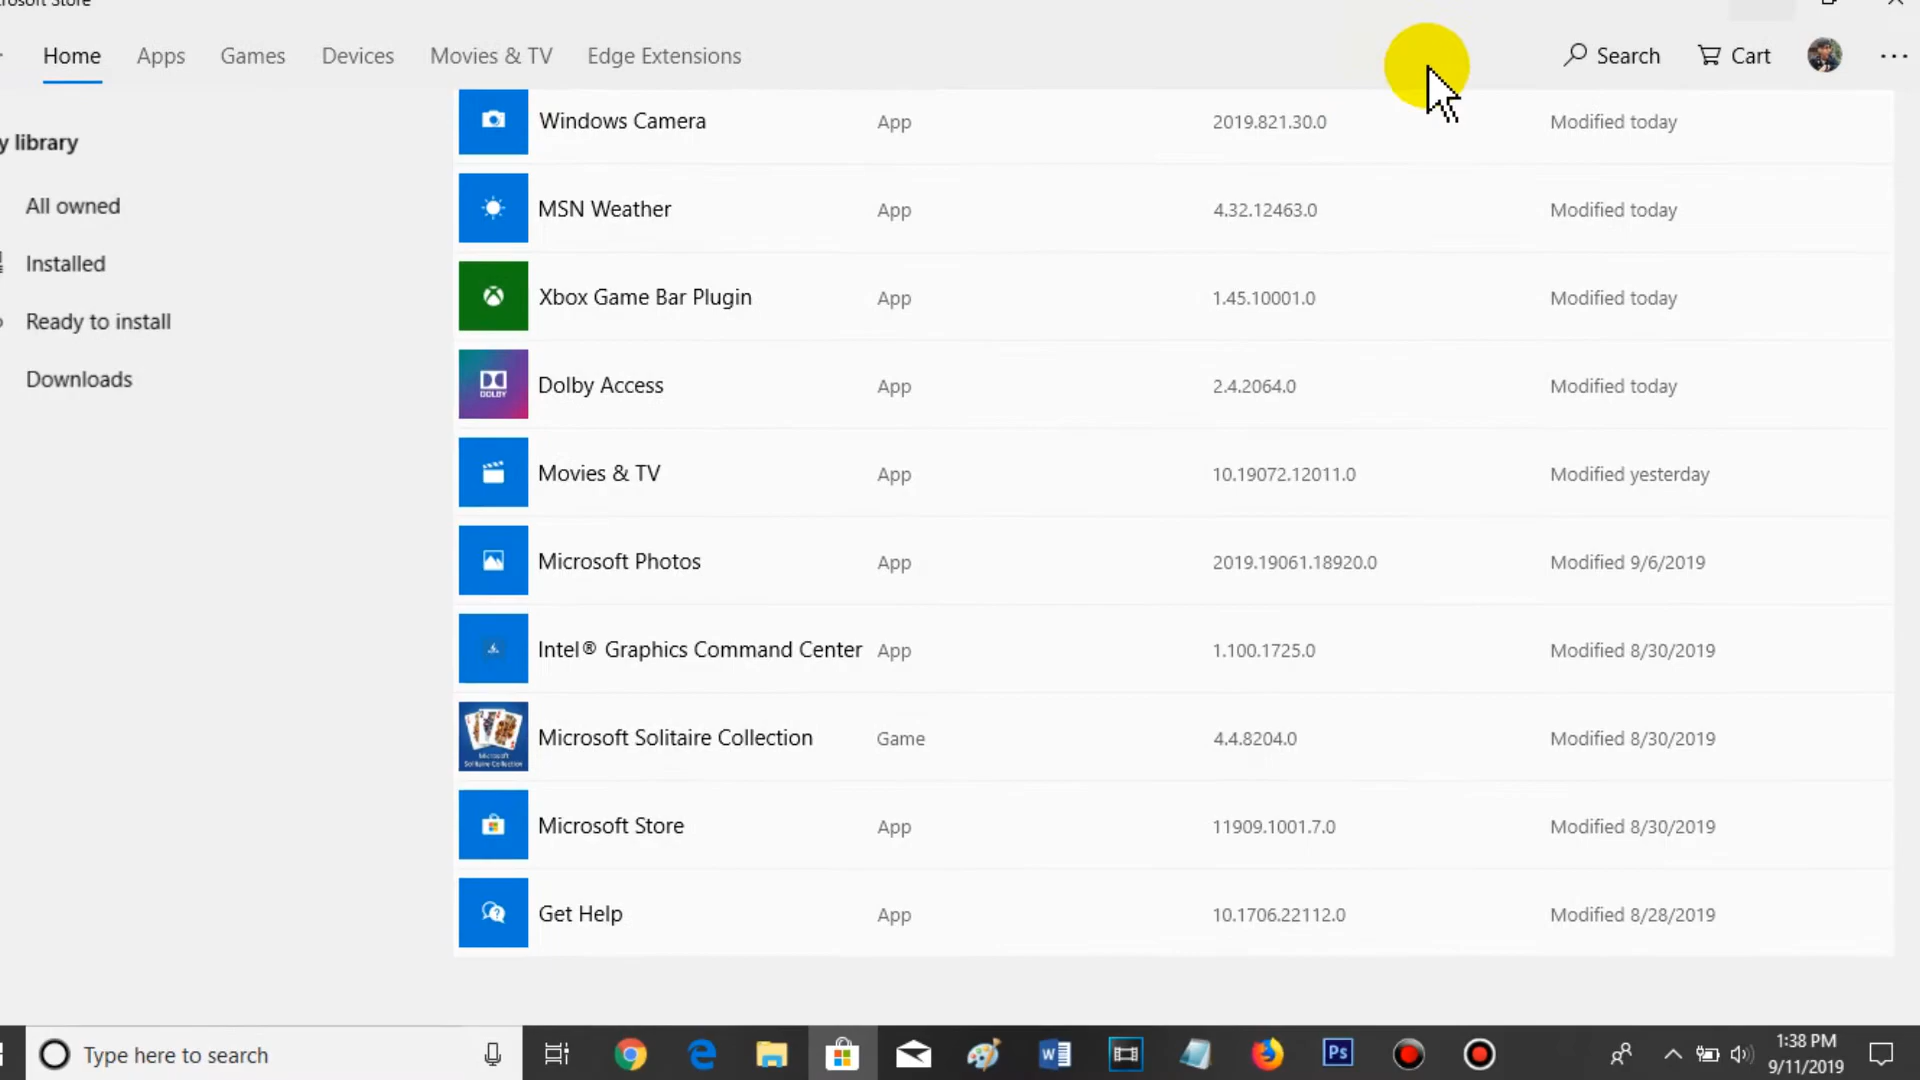 Home Apps Games Devices Movies & TV Edge Extensions Search Cart
y library
All owned
Installed
Ready to install
Downloads
Windows Camera App 2019.821.30.0 Modified today
MSN Weather App 4.32.12463.0 Modified today
Xbox Game Bar Plugin App 1.45.10001.0 Modified today
DOLBY
Dolby Access App 2.4.2064.0 Modified today
Movies & TV App 10.19072.12011.0 Modified yesterday
Microsoft Photos App 2019.19061.18920.0 Modified 9/6/2019
Intel® Graphics Command Center App 1.100.1725.0 Modified 8/30/2019
Microsoft
Solitaire Collection
Microsoft Solitaire Collection Game 4.4.8204.0 Modified 8/30/2019
Microsoft Store App 11909.1001.7.0 Modified 8/30/2019
Get Help App 10.1706.22112.0 Modified 8/28/2019
Type here to search
Ps
1:38 PM
9/11/2019